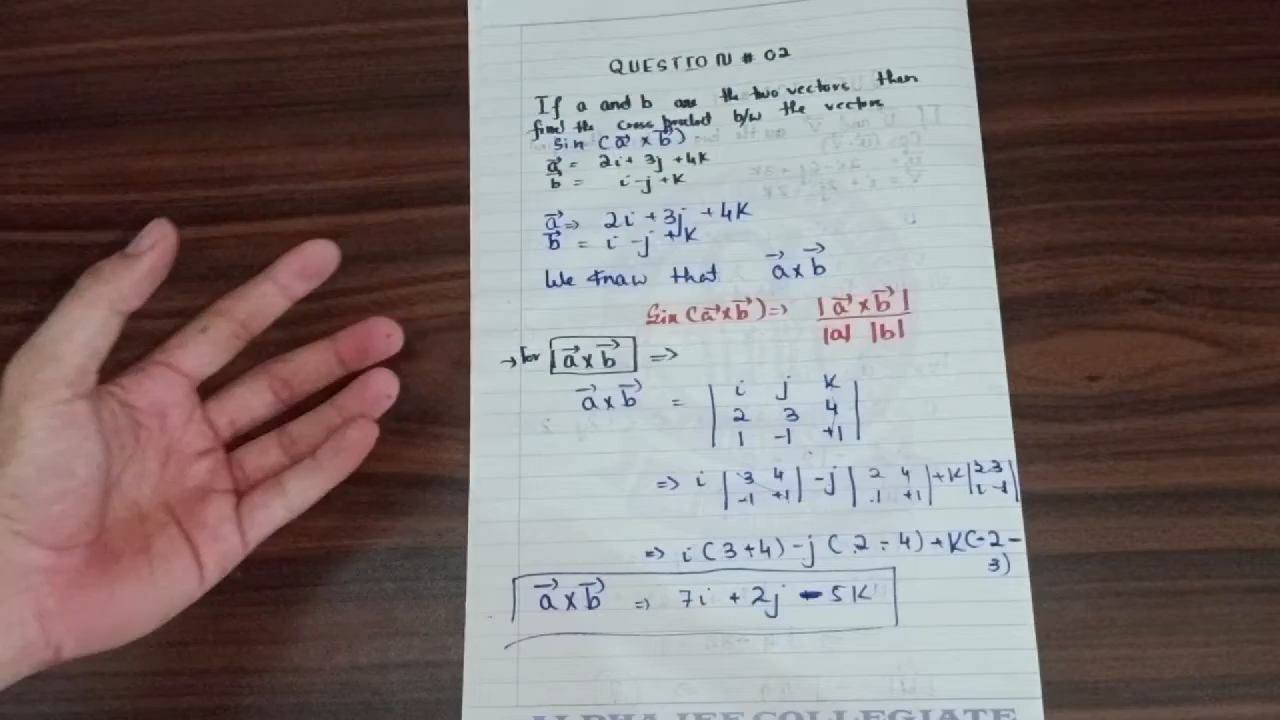 QUESTION # 02
If a and b are the two vectors then
find the cross product b/w the vectors
Sin (a⃗ × b⃗)
a⃗ = 2i + 3j + 4k
b = i - j + k
a⃗ ⇒ 2i + 3j + 4k
b⃗ = i - j + k
We know that a⃗ × b⃗
Sin (a⃗ × b⃗) ⇒ |a⃗ × b⃗| / |a| |b|
→ For a⃗ × b⃗ ⇒
a⃗ × b⃗ = | i j k |
| 2 3 4 |
| 1 -1 +1 |
⇒ i | 3 4 | - j | 2 4 | + k | 2 3 |
| -1 +1 | | 1 +1 | | 1 -1 |
⇒ i (3+4) - j (2-4) + k (-2-
3)
a⃗ × b⃗ ⇒ 7i + 2j - 5k